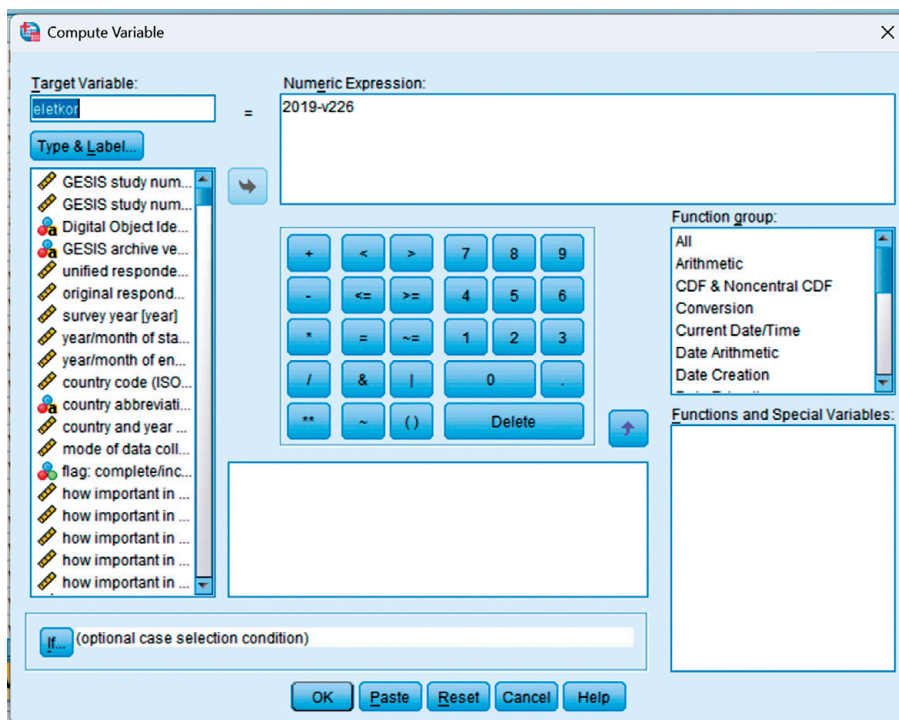 Compute Variable
Target Variable:
eletkor
=
Numeric Expression:
2019-v226
Type & Label...
GESIS study num...
GESIS study num...
Digital Object Ide...
GESIS archive ve...
unified responde...
original respond...
survey year [year]
year/month of sta...
year/month of en...
country code (ISO...
country abbreviati...
country and year ...
mode of data coll...
flag: complete/inc...
how important in ...
how important in ...
how important in ...
how important in ...
how important in ...
+ < > 7 8 9
- <= >= 4 5 6
* = ~= 1 2 3
/ & | 0 .
** ~ ( ) Delete
Function group:
All
Arithmetic
CDF & Noncentral CDF
Conversion
Current Date/Time
Date Arithmetic
Date Creation
Functions and Special Variables:
If... (optional case selection condition)
OK Paste Reset Cancel Help